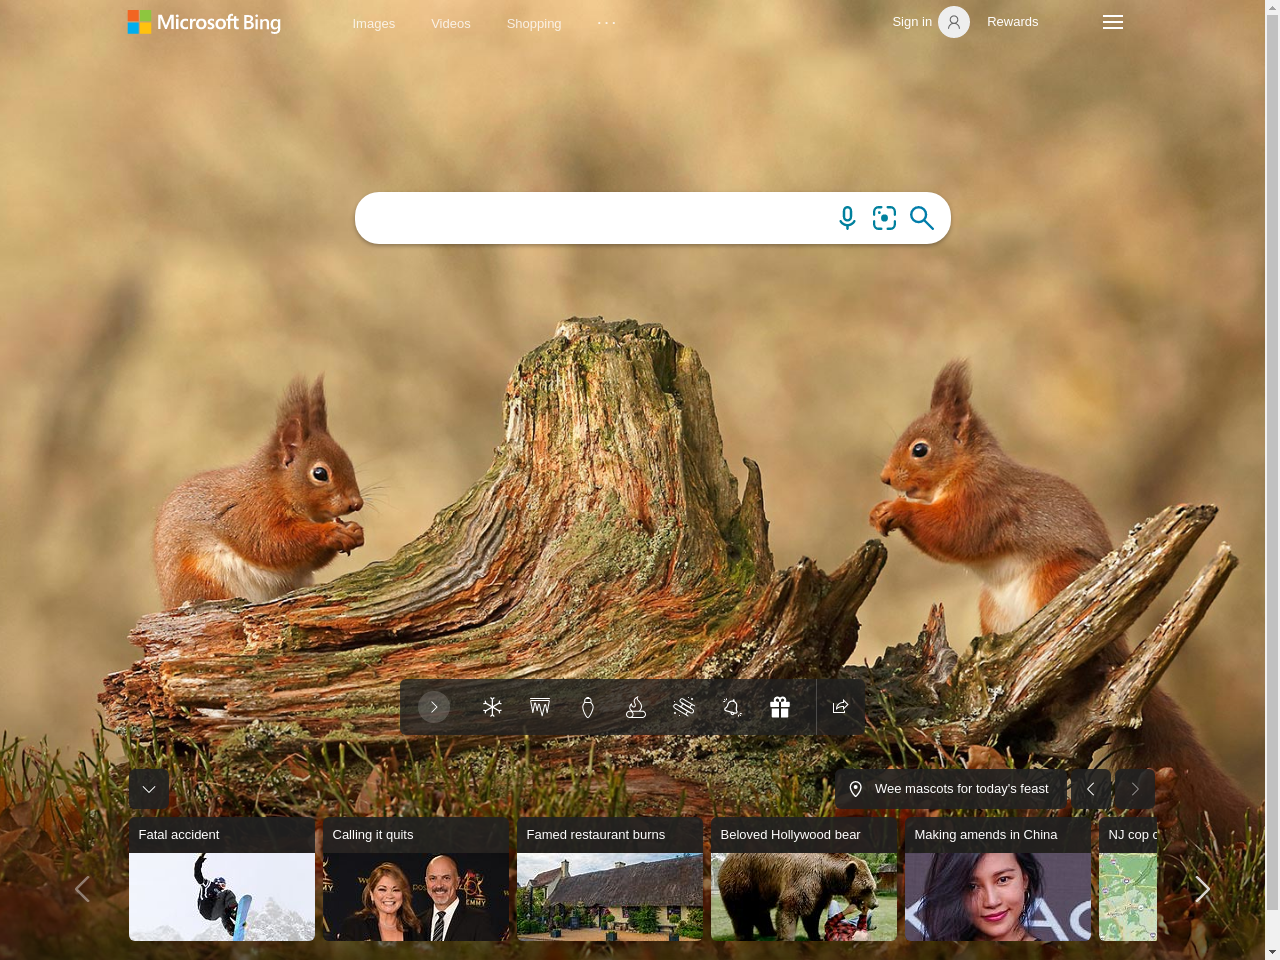 Microsoft Bing
Images
Videos
Shopping
Sign in
Rewards
Wee mascots for today's feast
Fatal accident
Calling it quits
Famed restaurant burns
Beloved Hollywood bear
Making amends in China
NJ cop